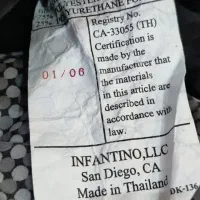 URETHANE FO
Registry No.
CA-33055 (TH)
Certification is
made by the
01/06 manufacturer that
the materials
in this article are
described in
accordance with
law.
INFANTINO, LLC
San Diego, CA
Made in Thailand
DK-136